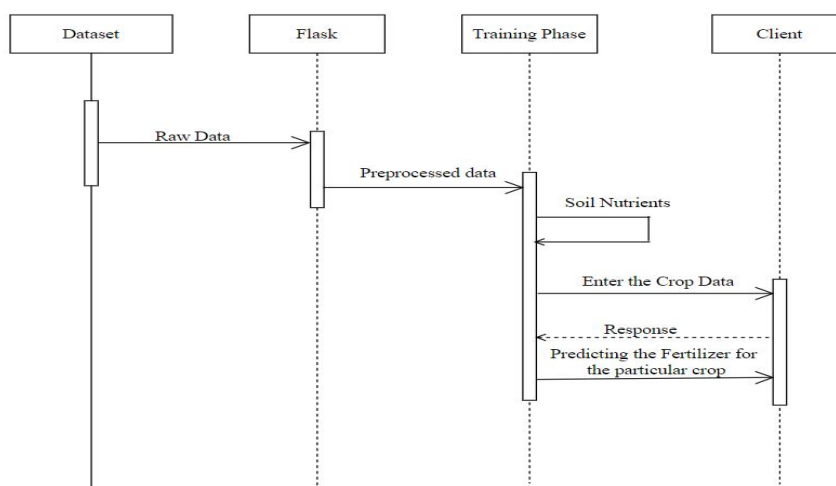 Dataset
Flask
Training Phase
Client
Raw Data
Preprocessed data
Soil Nutrients
Enter the Crop Data
Response
Predicting the Fertilizer for
the particular crop